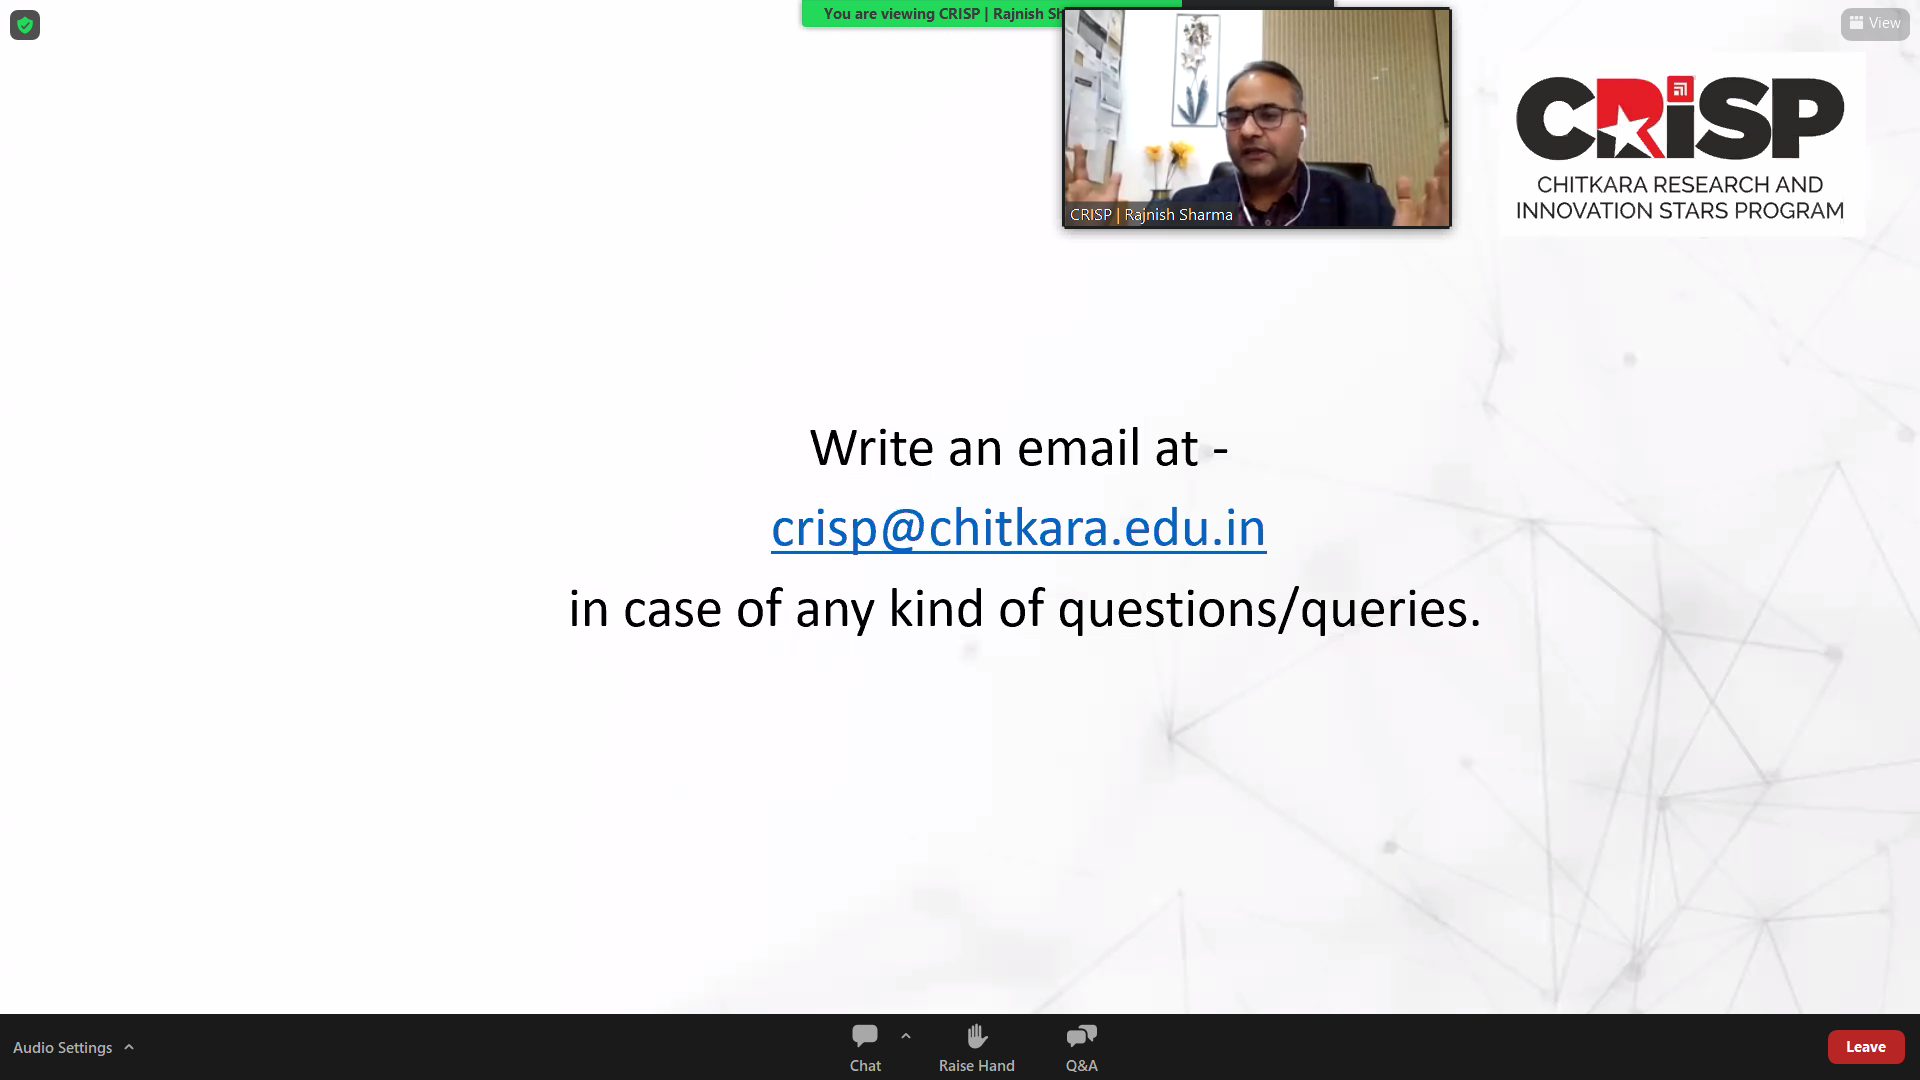 You are viewing CRISP | Rajnish Sh
View
CRISP | Rajnish Sharma
CRiSP
CHITKARA RESEARCH AND
INNOVATION STARS PROGRAM
Write an email at -
crisp@chitkara.edu.in
in case of any kind of questions/queries.
Audio Settings
Chat
Raise Hand
Q&A
Leave